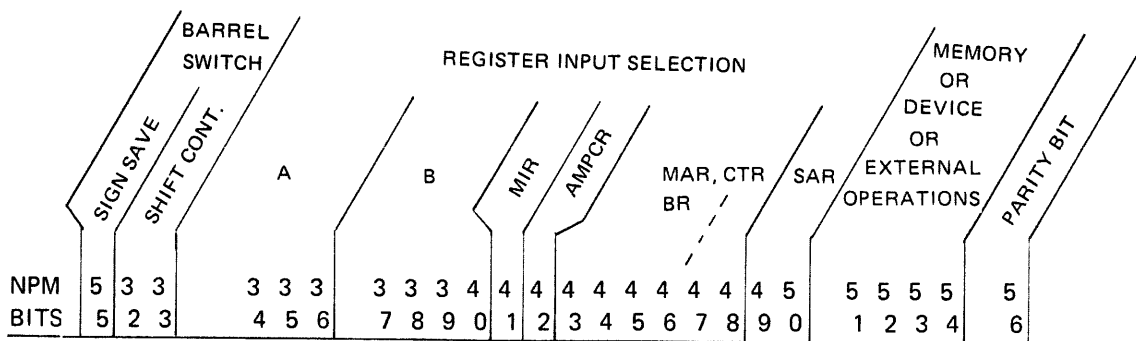 BARREL
SWITCH
REGISTER INPUT SELECTION
MEMORY
OR
DEVICE
OR
EXTERNAL
OPERATIONS
SIGN SAVE
SHIFT CONT.
A
B
MIR
AMPCR
MAR, CTR
BR
SAR
PARITY BIT
NPM 5 3 3 3 3 3 3 3 3 4 4 4 4 4 4 4 4 4 4 5 5 5 5 5 5
BITS 5 2 3 4 5 6 7 8 9 0 1 2 3 4 5 6 7 8 9 0 1 2 3 4 6